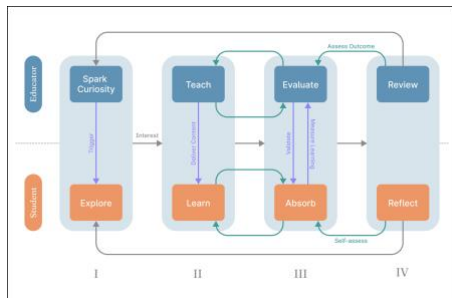 Assess Outcome
Educator
Spark
Curiosity
Teach
Evaluate
Review
Trigger
Interest
Deliver Content
Validate
Measure Learning
Student
Explore
Learn
Absorb
Reflect
Self-assess
I
II
III
IV